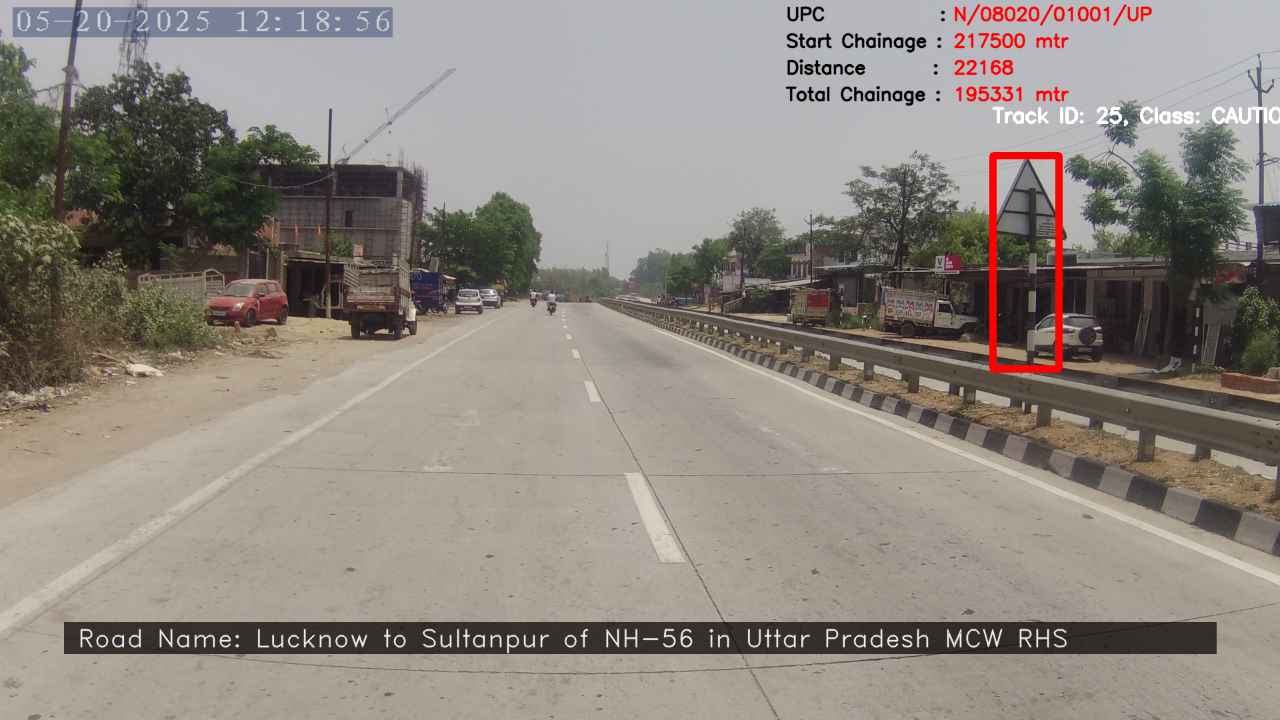 05-20-2025 12:18:56
UPC : N/08020/01001/UP
Start Chainage : 217500 mtr
Distance : 22168
Total Chainage : 195331 mtr
Track ID: 25, Class: CAUTIO
Road Name: Lucknow to Sultanpur of NH-56 in Uttar Pradesh MCW RHS